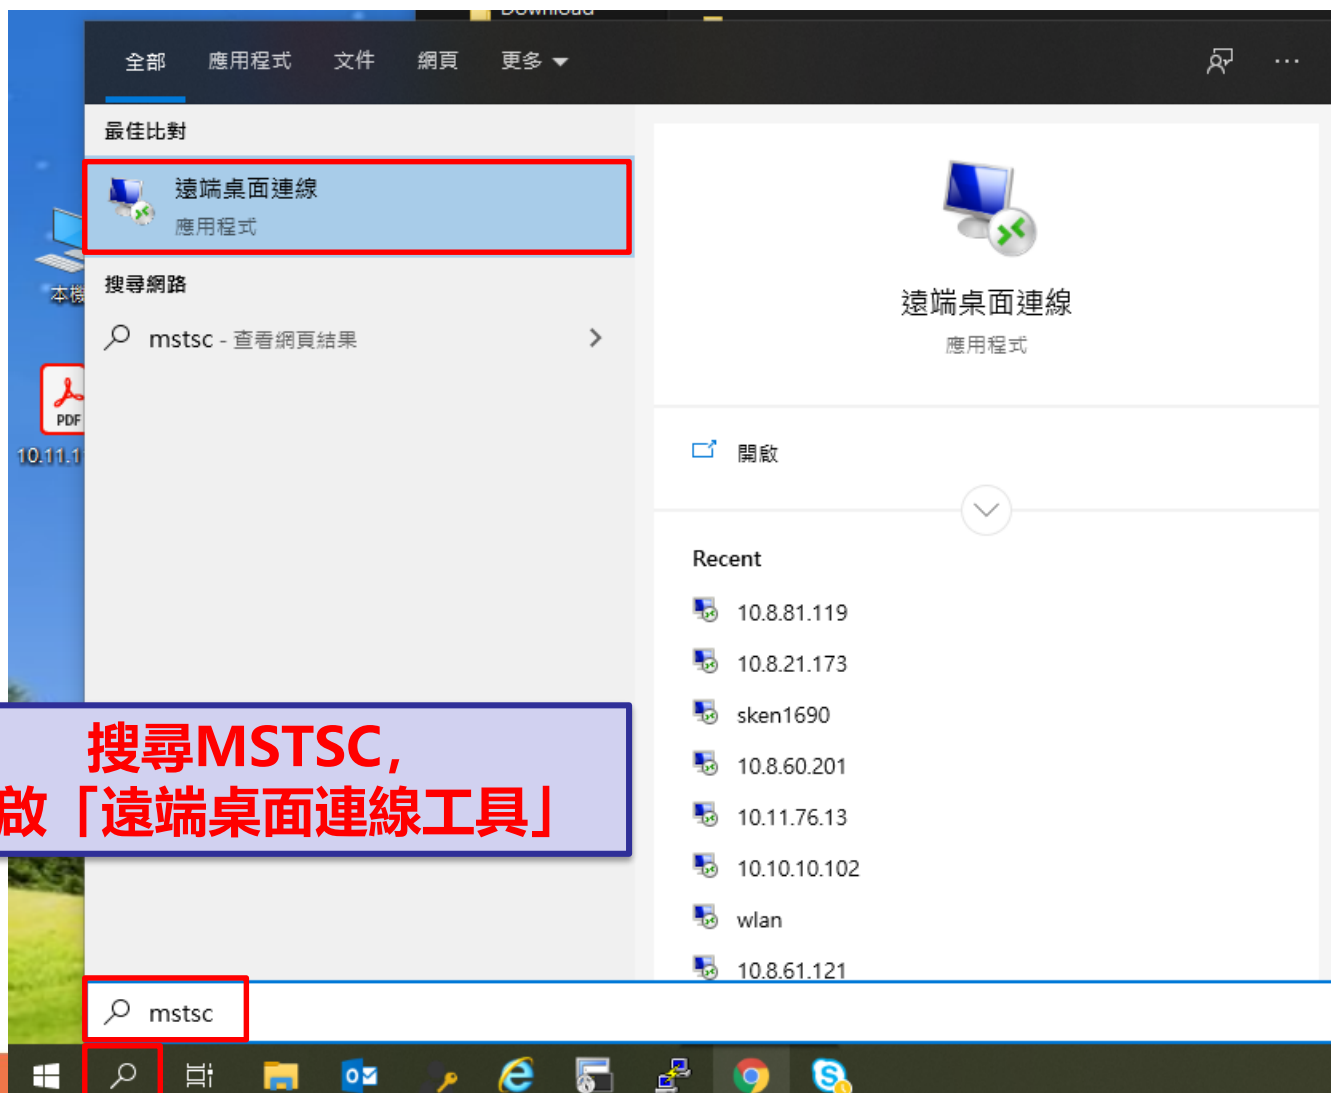 Download
全部 應用程式 文件 網頁 更多
最佳比對
遠端桌面連線
應用程式
搜尋網路
mstsc - 查看網頁結果
遠端桌面連線
應用程式
開啟
Recent
10.8.81.119
10.8.21.173
sken1690
10.8.60.201
10.11.76.13
10.10.10.102
wlan
10.8.61.121
本機
PDF
10.11.1
搜尋MSTSC,
啟「遠端桌面連線工具」
mstsc